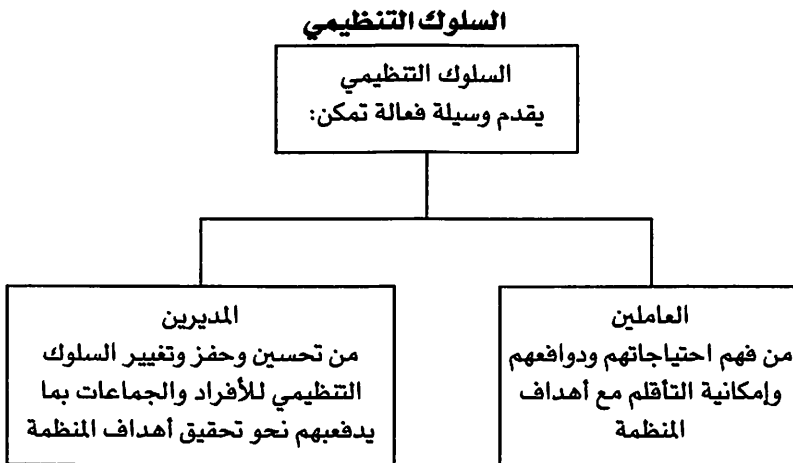 السلوك التنظيمي
السلوك التنظيمي
يقدم وسيلة فعالة تمكن:
العاملين
من فهم احتياجاتهم ودوافعهم
وإمكانية التأقلم مع أهداف
المنظمة
المديرين
من تحسين وحفز وتغيير السلوك
التنظيمي للأفراد والجماعات بما
يدفعبهم نحو تحقيق أهداف المنظمة